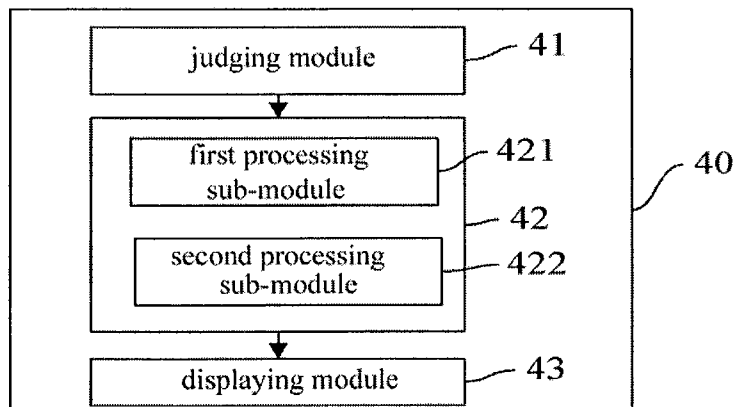 judging module
41
first processing
sub-module
421
40
42
second processing
sub-module
422
displaying module
43